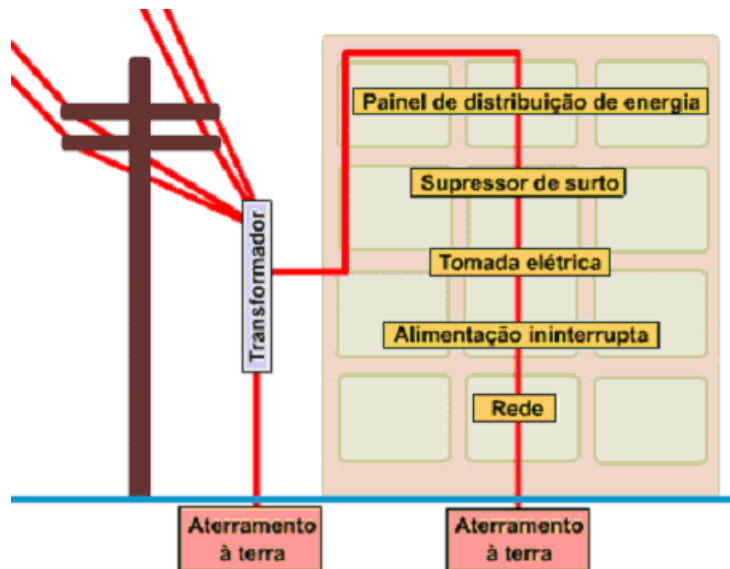 Painel de distribuição de energia
Supressor de surto
Transformador
Tomada elétrica
Alimentação ininterrupta
Rede
Aterramento
à terra
Aterramento
à terra